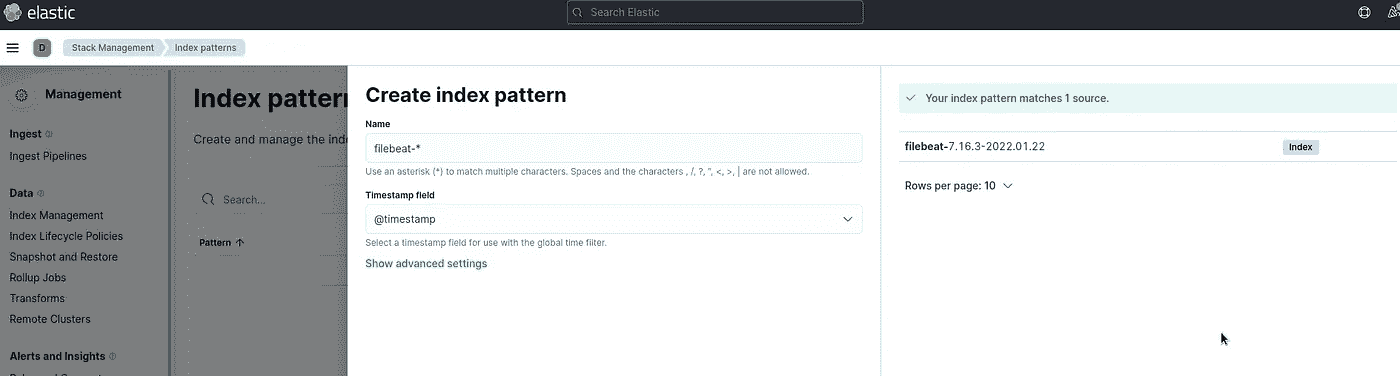 elastic
Search Elastic
D
Stack Management
Index patterns
Management
Ingest
Ingest Pipelines
Data
Index Management
Index Lifecycle Policies
Snapshot and Restore
Rollup Jobs
Transforms
Remote Clusters
Alerts and Insights
Index pattern
Create and manage the inde
Search...
Pattern
Create index pattern
Name
filebeat-*
Use an asterisk (*) to match multiple characters. Spaces and the characters , /, ?, ", <, >, | are not allowed.
Timestamp field
@timestamp
Select a timestamp field for use with the global time filter.
Show advanced settings
Your index pattern matches 1 source.
filebeat-7.16.3-2022.01.22
Index
Rows per page: 10